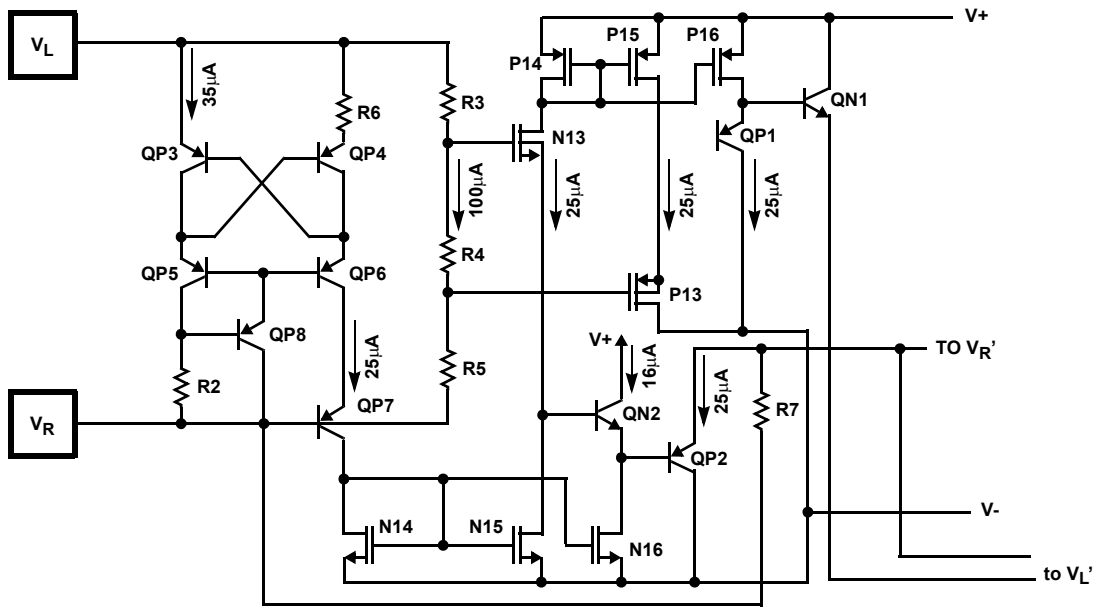 V+
VL
P15
P16
P14
35µA
R6
R3
QN1
N13
QP1
QP3
QP4
100µA
25µA
25µA
25µA
R4
QP5
QP6
P13
QP8
V+
TO VR'
25µA
16µA
R2
R5
25µA
R7
QP7
QN2
VR
QP2
V-
N14
N15
N16
to VL'